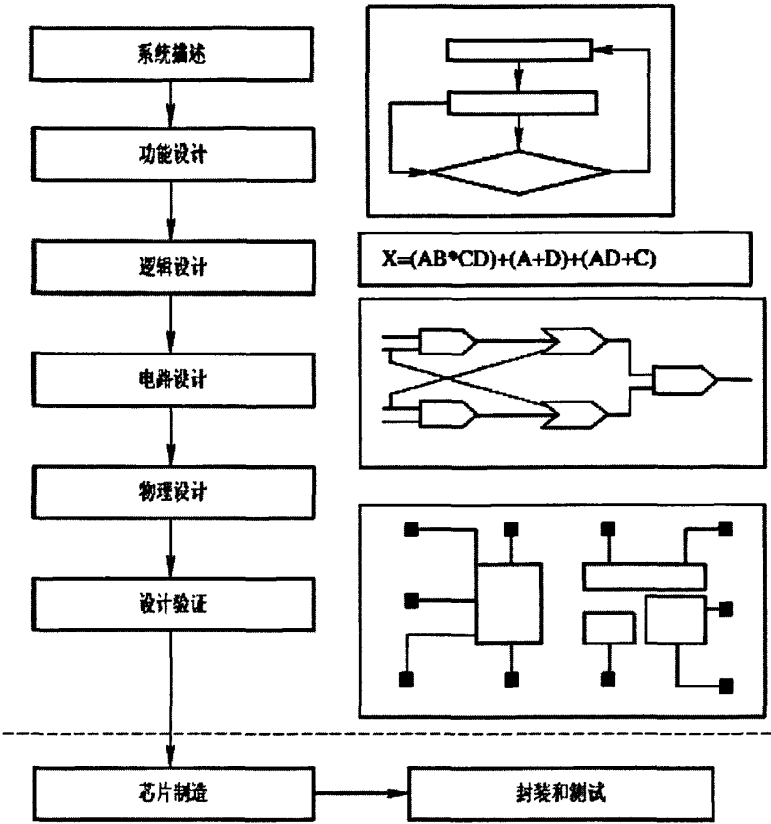 系统描述
功能设计
逻辑设计
X=(AB*CD)+(A+D)+(AD+C)
电路设计
物理设计
设计验证
芯片制造
封装和测试